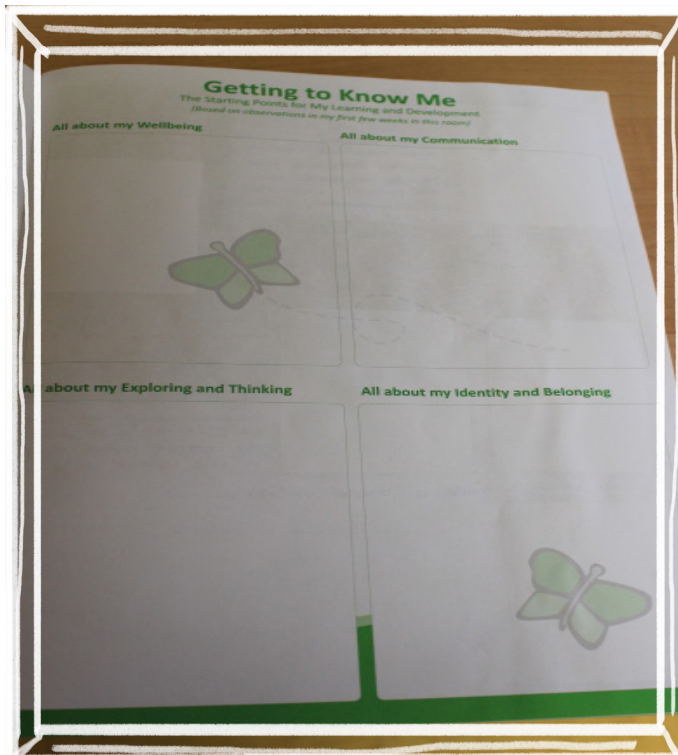 Getting to Know Me
The Starting Points for My Learning and Development
(Based on observations in my first few weeks in this room)
All about my Wellbeing
All about my Communication
All about my Exploring and Thinking
All about my Identity and Belonging